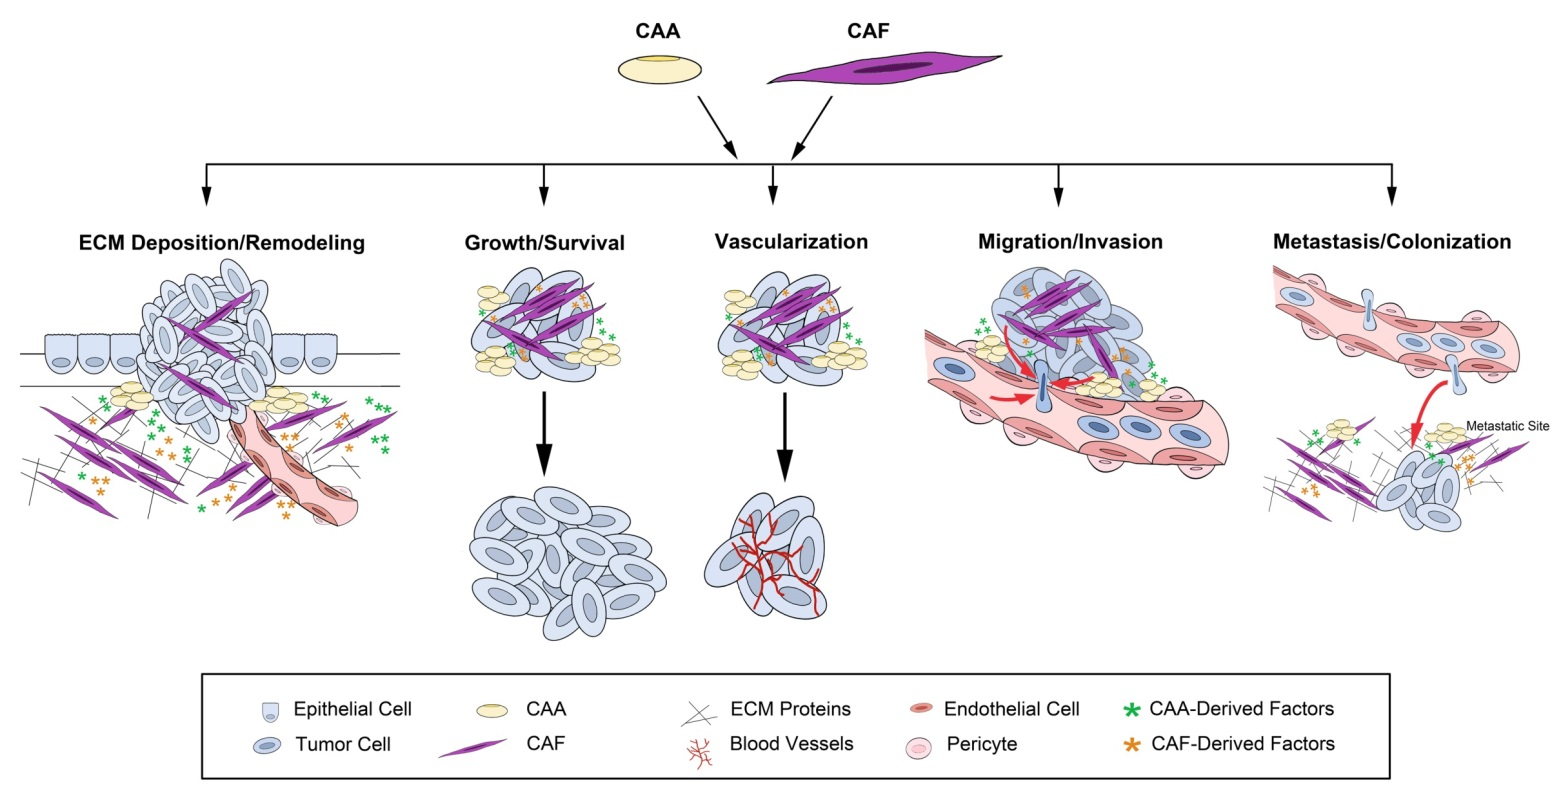 CAA
CAF
ECM Deposition/Remodeling
Growth/Survival
Vascularization
Migration/Invasion
Metastasis/Colonization
Metastatic Site
Epithelial Cell
CAA
ECM Proteins
Endothelial Cell
CAA-Derived Factors
Tumor Cell
CAF
Blood Vessels
Pericyte
CAF-Derived Factors